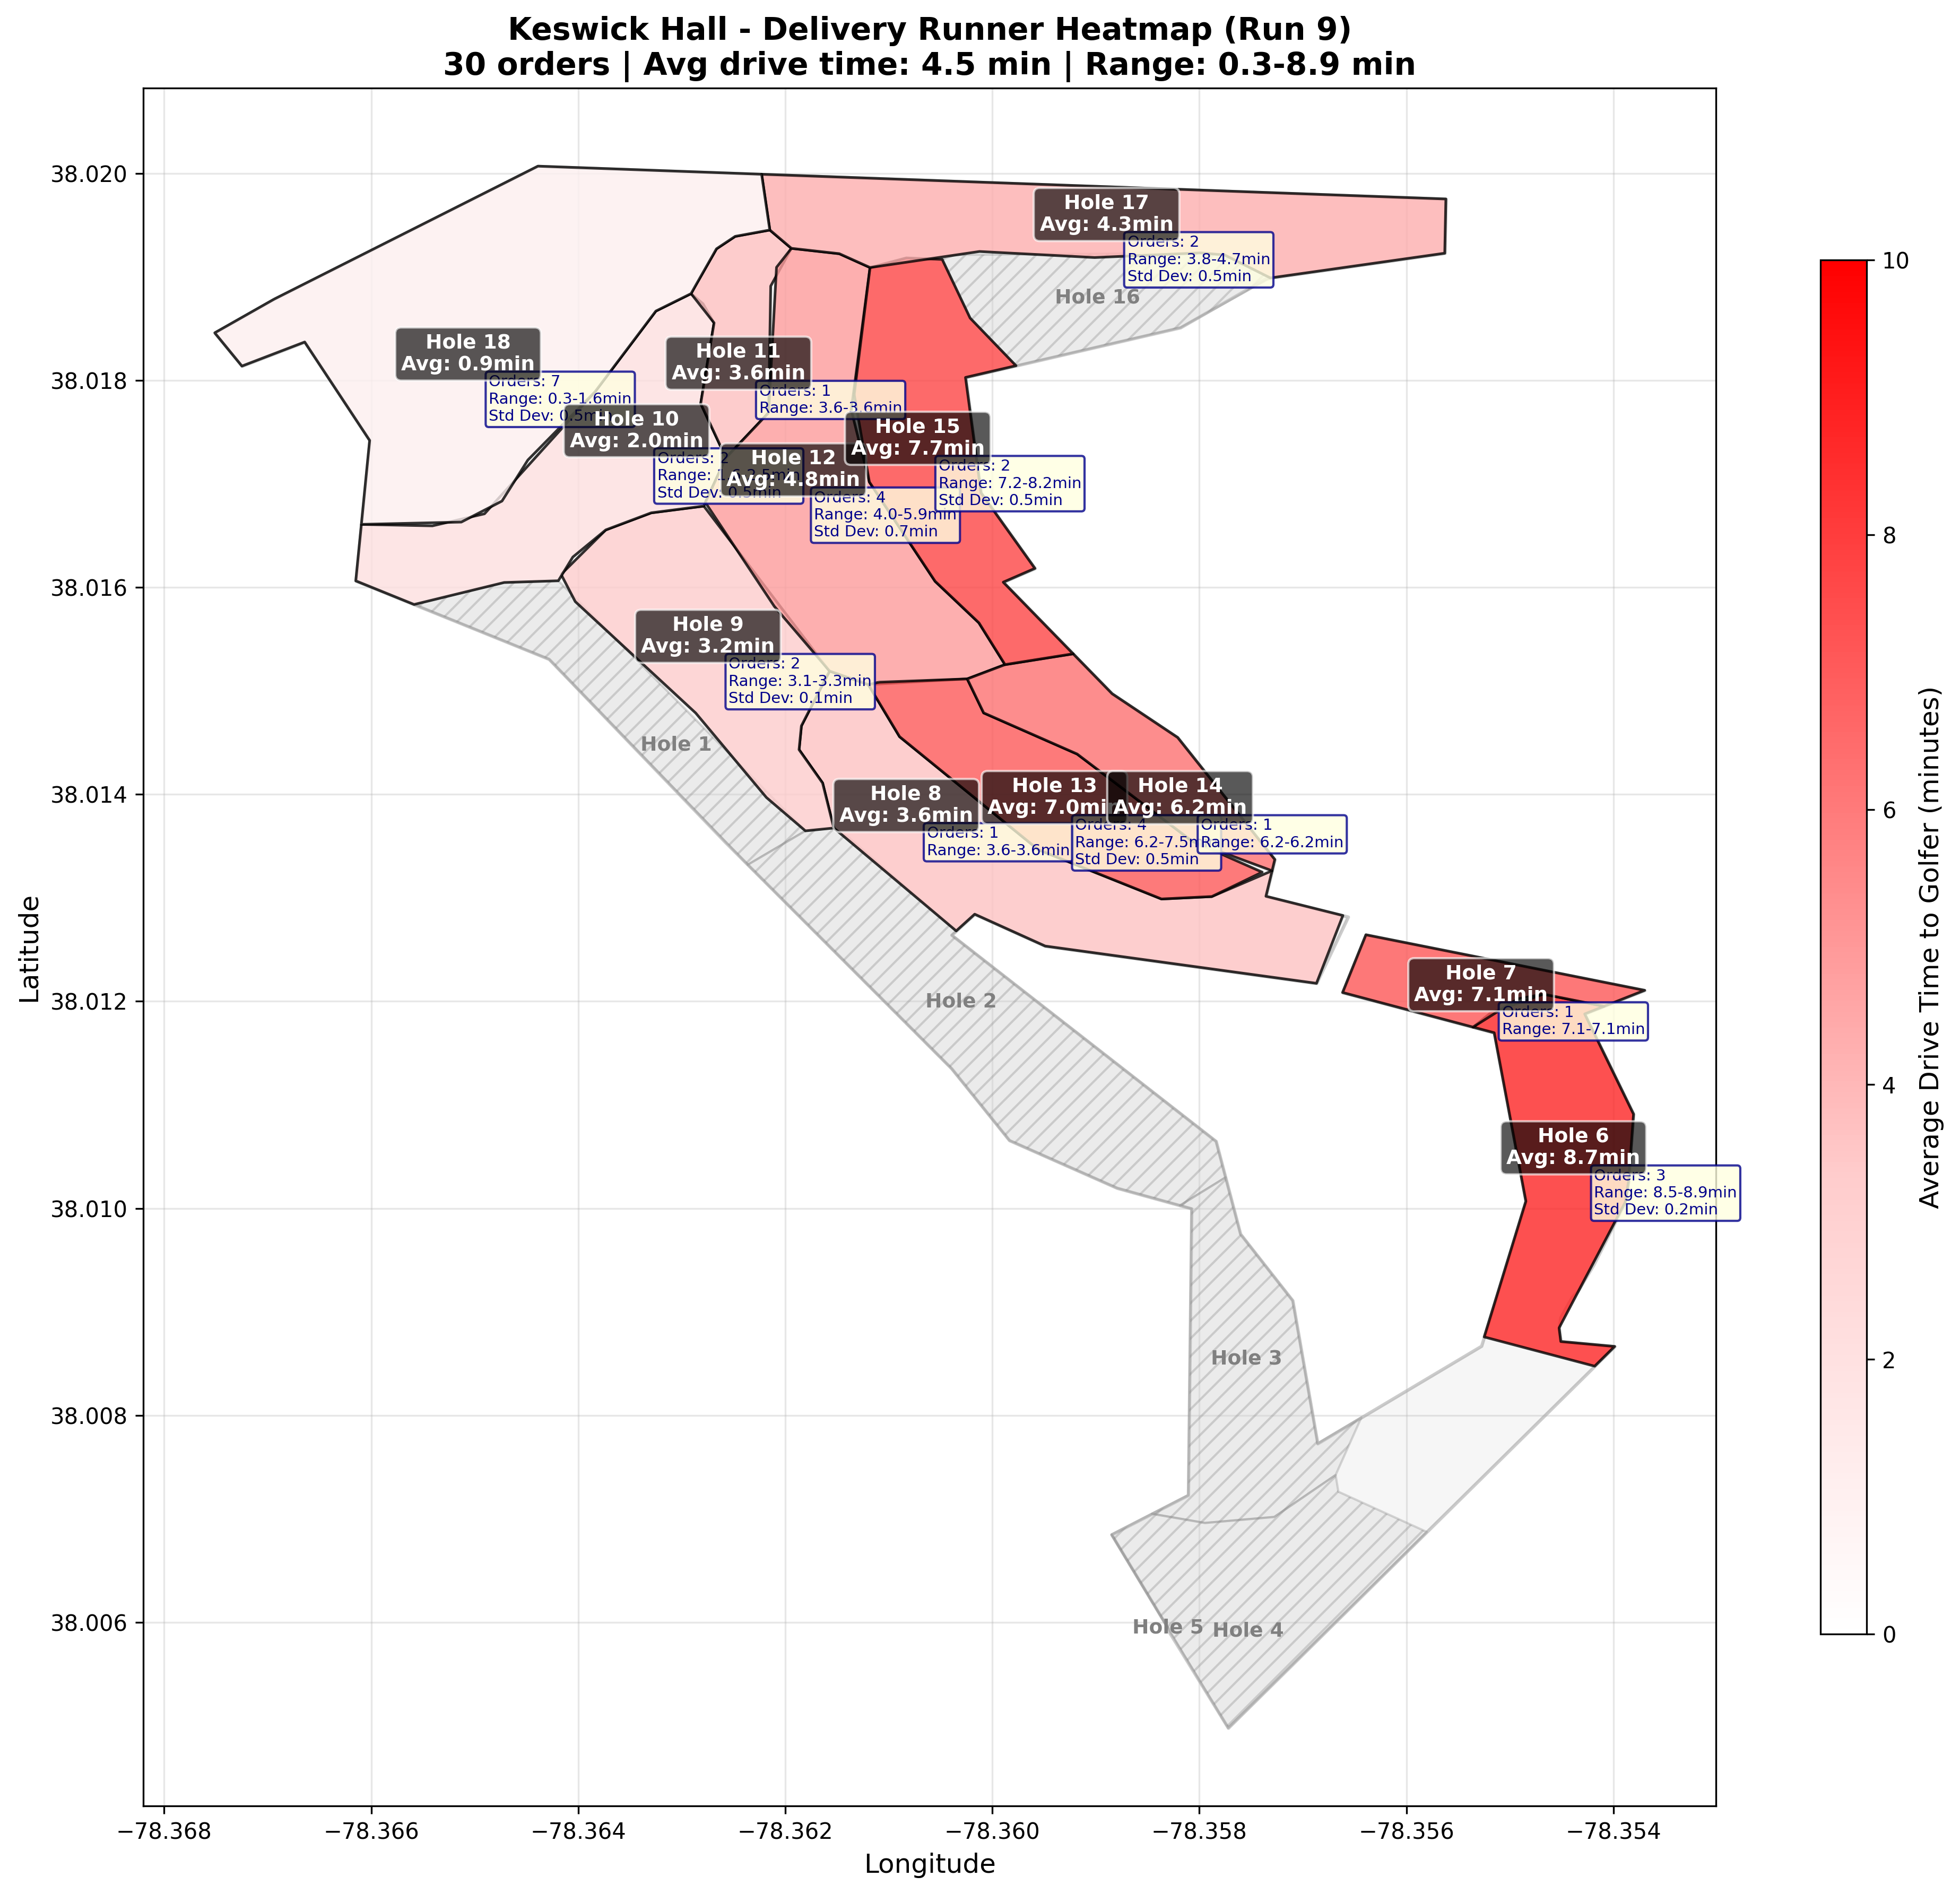 Keswick Hall - Delivery Runner Heatmap (Run 9)
30 orders | Avg drive time: 4.5 min | Range: 0.3-8.9 min
Hole 17
Avg: 4.3min
Orders: 2
Range: 3.8-4.7min
Std Dev: 0.5min
Hole 16
Hole 18
Avg: 0.9min
Orders: 7
Range: 0.3-1.6min
Std Dev: 0.5min
Hole 11
Avg: 3.6min
Orders: 1
Range: 3.6-3.6min
Hole 10
Avg: 2.0min
Orders: 2
Range:
Std Dev: 0.5min
Hole 15
Avg: 7.7min
Orders: 2
Range: 7.2-8.2min
Std Dev: 0.5min
Hole 12
Avg: 4.8min
Orders: 4
Range: 4.0-5.9min
Std Dev: 0.7min
Hole 9
Avg: 3.2min
Orders: 2
Range: 3.1-3.3min
Std Dev: 0.1min
Hole 1
Hole 8
Avg: 3.6min
Orders: 1
Range: 3.6-3.6min
Hole 13
Avg: 7.0min
Orders: 4
Range: 6.2-7.5m
Std Dev: 0.5min
Hole 14
Avg: 6.2min
Orders: 1
Range: 6.2-6.2min
Hole 7
Avg: 7.1min
Orders: 1
Range: 7.1-7.1min
Hole 2
Hole 6
Avg: 8.7min
Orders: 3
Range: 8.5-8.9min
Std Dev: 0.2min
Hole 3
Hole 5
Hole 4
38.020
38.018
38.016
38.014
38.012
38.010
38.008
38.006
Latitude
−78.368
−78.366
−78.364
−78.362
−78.360
−78.358
−78.356
−78.354
Longitude
10
8
6
4
2
0
Average Drive Time to Golfer (minutes)